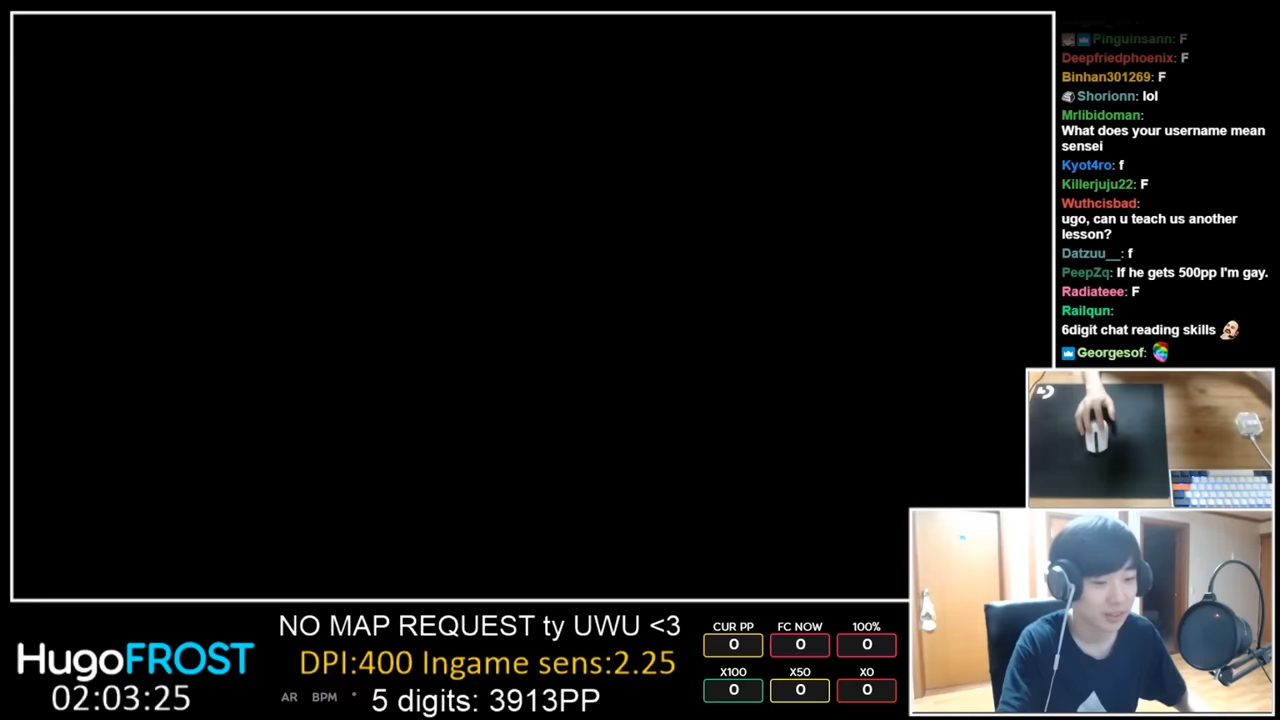 Pinguinsann: F
Deepfriedphoenix: F
Binhan301269: F
Shorionn: lol
Mrlibidoman:
What does your username mean
sensei
Kyot4ro: f
Killerjuju22: F
Wuthcisbad:
ugo, can u teach us another
lesson?
Datzuu__: f
PeepZq: If he gets 500pp I'm gay.
Radiateee: F
Railqun:
6digit chat reading skills
Georgesof:
NO MAP REQUEST ty UWU <3
DPI:400 Ingame sens:2.25
AR BPM * 5 digits: 3913PP
HugoFROST
02:03:25
CUR PP FC NOW 100%
0 0 0
X100 X50 X0
0 0 0